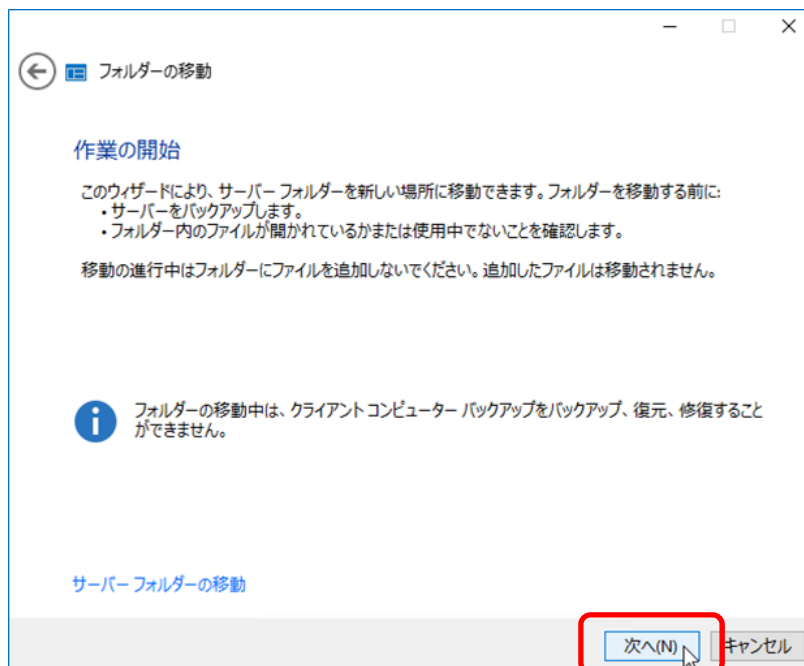 フォルダーの移動
作業の開始
このウィザードにより、サーバー フォルダーを新しい場所に移動できます。フォルダーを移動する前に:
• サーバーをバックアップします。
• フォルダー内のファイルが開かれているかまたは使用中でないことを確認します。
移動の進行中はフォルダーにファイルを追加しないでください。追加したファイルは移動されません。
フォルダーの移動中は、クライアント コンピューター バックアップをバックアップ、復元、修復すること
ができません。
サーバー フォルダーの移動
次へ(N)
キャンセル